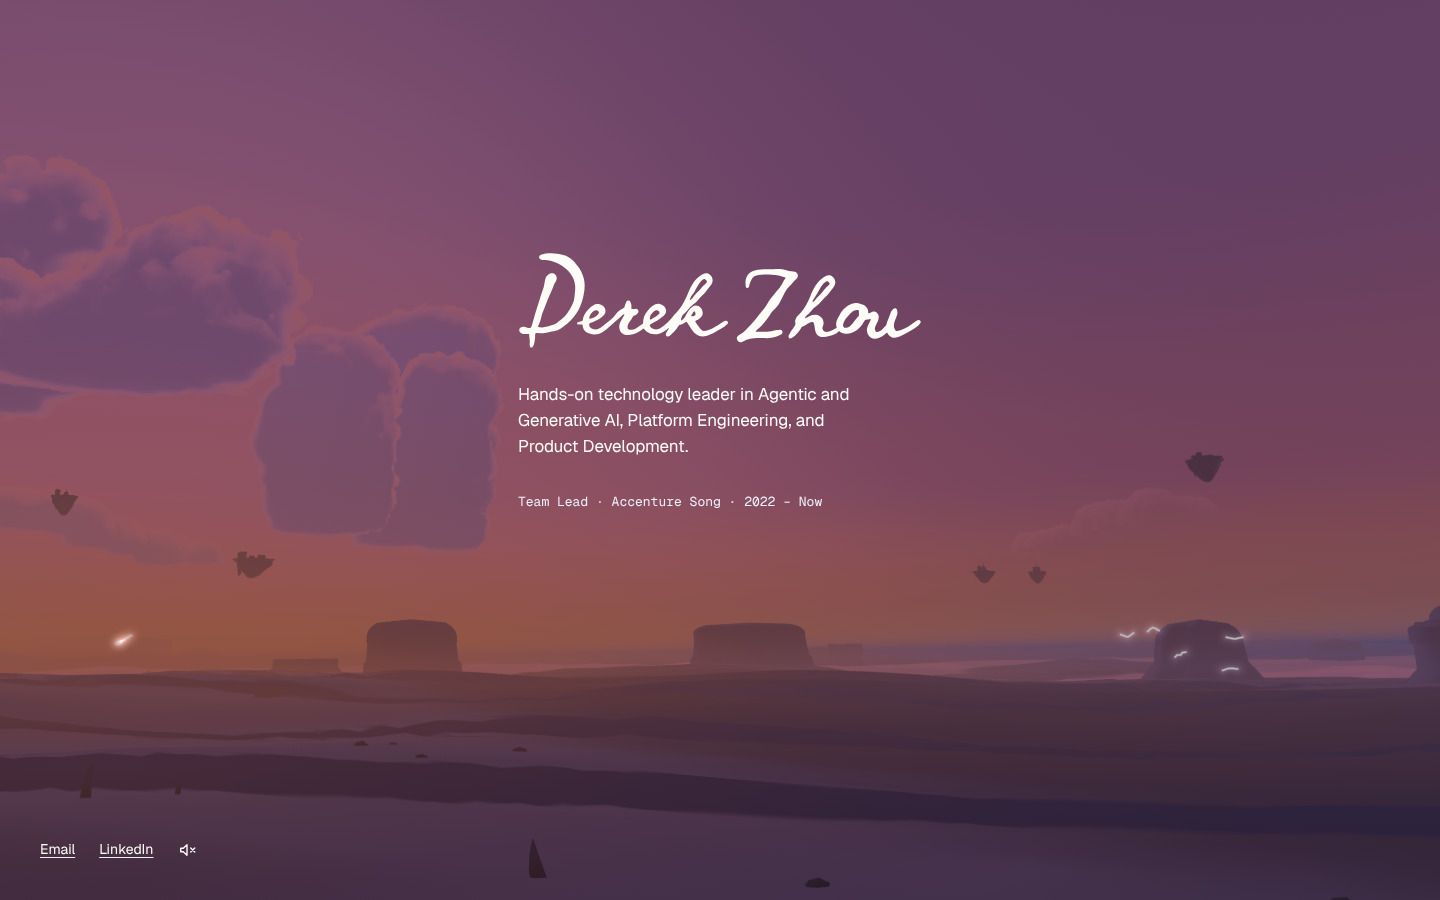 Derek Zhou
Hands-on technology leader in Agentic and
Generative AI, Platform Engineering, and
Product Development.
Team Lead · Accenture Song · 2022 – Now
Email LinkedIn